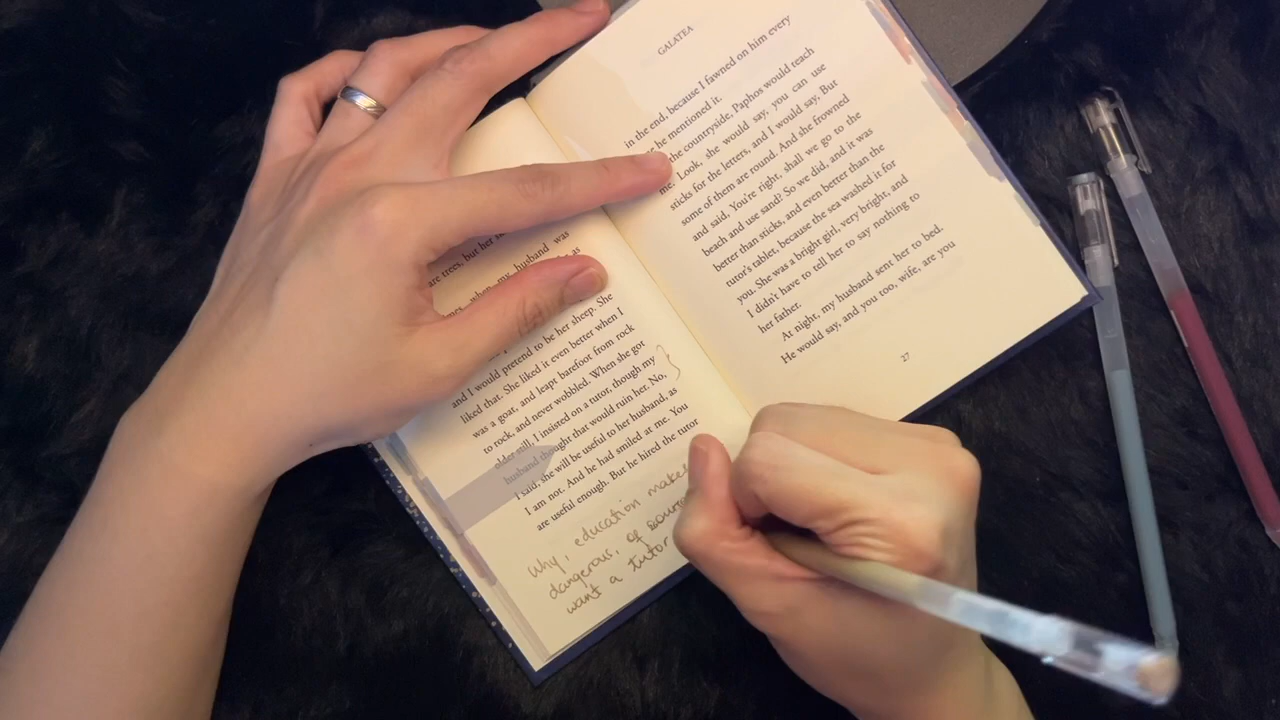 are trees, but her
when my husband was
as
and I would pretend to be her sheep. She
liked that. She liked it even better when I
was a goat, and leapt barefoot from rock
to rock, and never wobbled. When she got
older still, I insisted on a tutor, though my
husband thought that would ruin her. No,
I said, she will be useful to her husband, as
I am not. And he had smiled at me. You
are useful enough. But he hired the tutor
why, education makes
dangerous, of
want a tutor
GALATEA
in the end, because I fawned on him every
he mentioned it.
the countryside, Paphos would teach
me. Look, she would say, you can use
sticks for the letters, and I would say, But
some of them are round. And she frowned
and said, You're right, shall we go to the
beach and use sand? So we did, and it was
better than sticks, and even better than the
tutor's tablet, because the sea washed it for
you. She was a bright girl, very bright, and
I didn't have to tell her to say nothing to
her father.
At night, my husband sent her to bed.
He would say, and you too, wife, are you
27